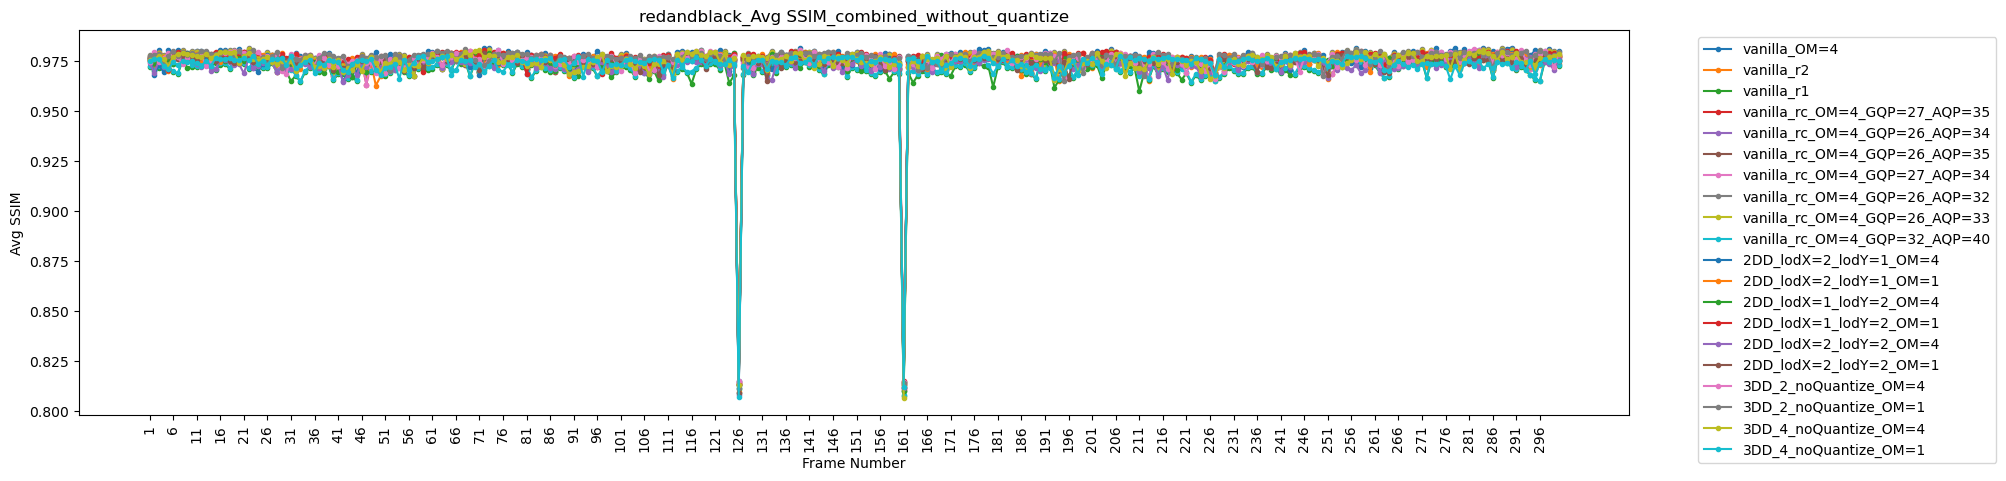 redandblack_Avg SSIM_combined_without_quantize
Avg SSIM
0.975
0.950
0.925
0.900
0.875
0.850
0.825
0.800
1 6 11 16 21 26 31 36 41 46 51 56 61 66 71 76 81 86 91 96 101 106 111 116 121 126 131 136 141 146 151 156 161 166 171 176 181 186 191 196 201 206 211 216 221 226 231 236 241 246 251 256 261 266 271 276 281 286 291 296
Frame Number
vanilla_OM=4
vanilla_r2
vanilla_r1
vanilla_rc_OM=4_GQP=27_AQP=35
vanilla_rc_OM=4_GQP=26_AQP=34
vanilla_rc_OM=4_GQP=26_AQP=35
vanilla_rc_OM=4_GQP=27_AQP=34
vanilla_rc_OM=4_GQP=26_AQP=32
vanilla_rc_OM=4_GQP=26_AQP=33
vanilla_rc_OM=4_GQP=32_AQP=40
2DD_lodX=2_lodY=1_OM=4
2DD_lodX=2_lodY=1_OM=1
2DD_lodX=1_lodY=2_OM=4
2DD_lodX=1_lodY=2_OM=1
2DD_lodX=2_lodY=2_OM=4
2DD_lodX=2_lodY=2_OM=1
3DD_2_noQuantize_OM=4
3DD_2_noQuantize_OM=1
3DD_4_noQuantize_OM=4
3DD_4_noQuantize_OM=1